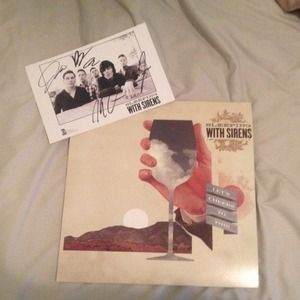 WITH SIRENS
SLEEPING
WITH SIRENS
LET'S
CHEERS
TO
THIS